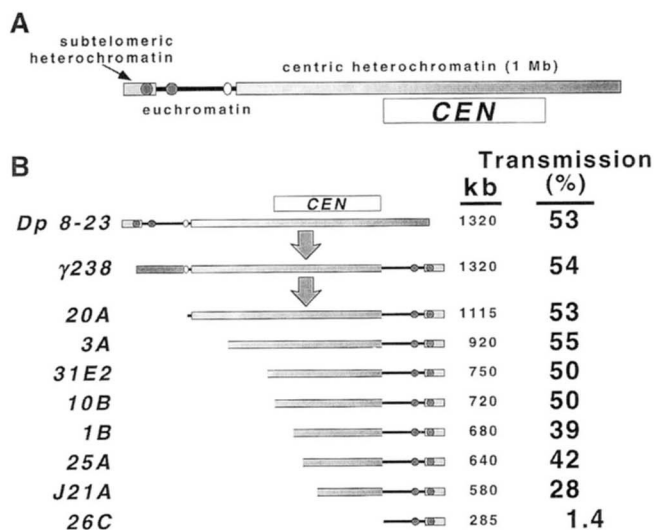 A
subtelomeric
heterochromatin
centric heterochromatin (1 Mb)
euchromatin
CEN
B
Transmission
kb (%)
CEN
Dp 8-23 1320 53
γ238 1320 54
20A 1115 53
3A 920 55
31E2 750 50
10B 720 50
1B 680 39
25A 640 42
J21A 580 28
26C 285 1.4